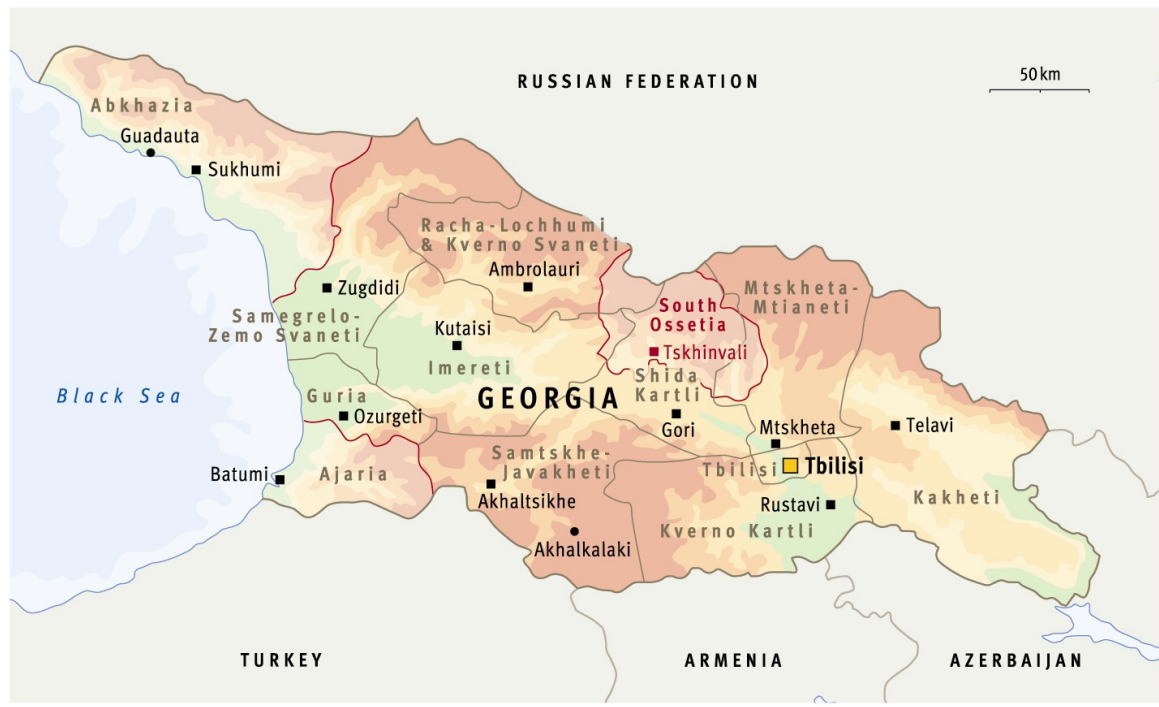 RUSSIAN FEDERATION
50 km
Abkhazia
Guadauta
Sukhumi
Racha-Lochhumi
& Kverno Svaneti
Ambrolauri
Zugdidi
Mtskheta-
Mtianeti
South
Ossetia
Samegrelo-
Zemo Svaneti
Kutaisi
Tskhinvali
Imereti
Shida
Kartli
Black Sea
Guria
GEORGIA
Ozurgeti
Gori
Mtskheta
Telavi
Samtskhe-
Javakheti
Tbilisi
Tbilisi
Batumi
Ajaria
Akhaltsikhe
Rustavi
Kakheti
Kverno Kartli
Akhalkalaki
TURKEY
ARMENIA
AZERBAIJAN